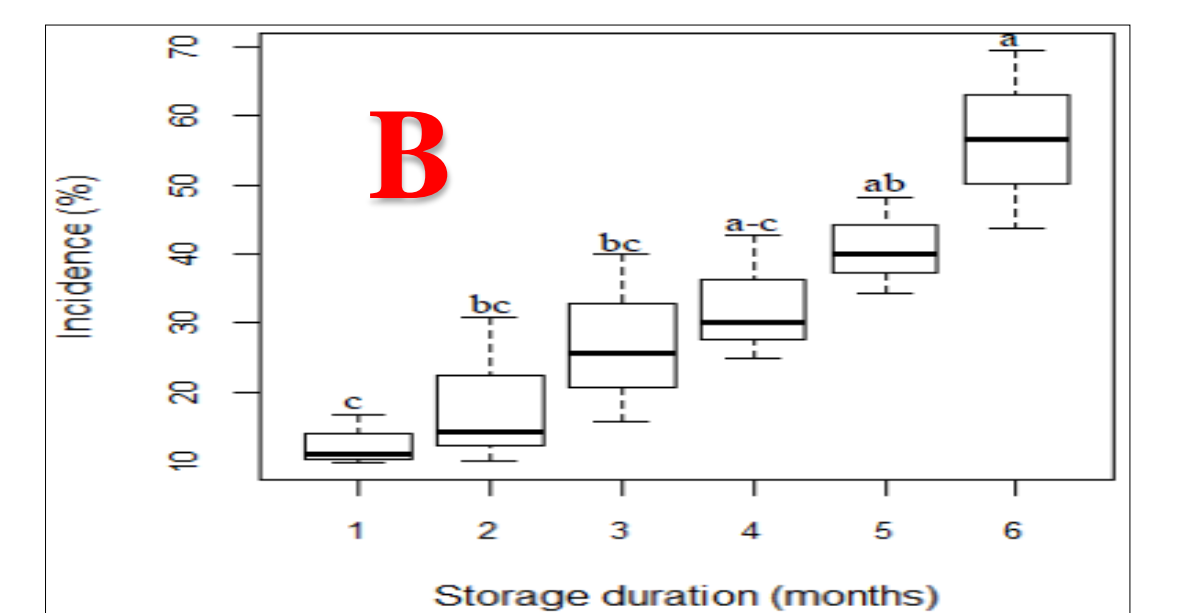 B
Incidence (%)
70
60
50
40
30
20
10
c
bc
bc
a-c
ab
a
1 2 3 4 5 6
Storage duration (months)